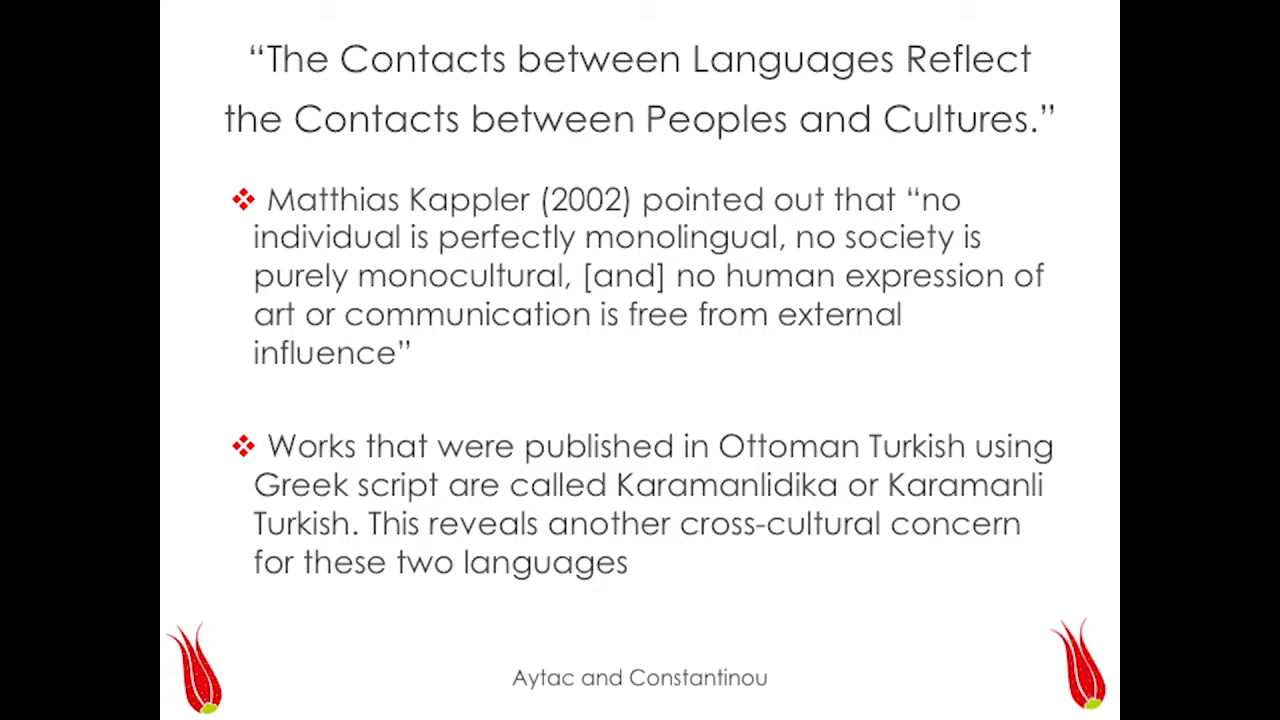 “The Contacts between Languages Reflect
the Contacts between Peoples and Cultures.”
Matthias Kappler (2002) pointed out that “no
individual is perfectly monolingual, no society is
purely monocultural, [and] no human expression of
art or communication is free from external
influence”
Works that were published in Ottoman Turkish using
Greek script are called Karamanlidika or Karamanli
Turkish. This reveals another cross-cultural concern
for these two languages
Aytac and Constantinou